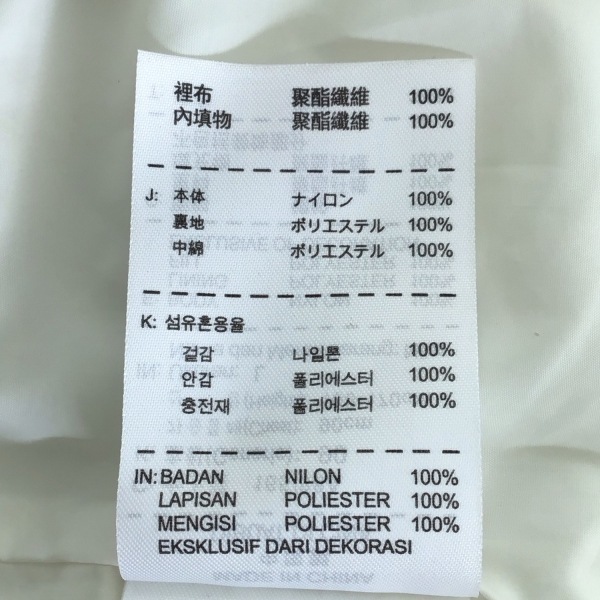 裡布 聚酯纖維 100%
內填物 聚酯纖維 100%
J: 本体 ナイロン 100%
裏地 ポリエステル 100%
中綿 ポリエステル 100%
K: 섬유혼용율
겉감 나일론 100%
안감 폴리에스터 100%
충전재 폴리에스터 100%
IN: BADAN NILON 100%
LAPISAN POLIESTER 100%
MENGISI POLIESTER 100%
EKSKLUSIF DARI DEKORASI